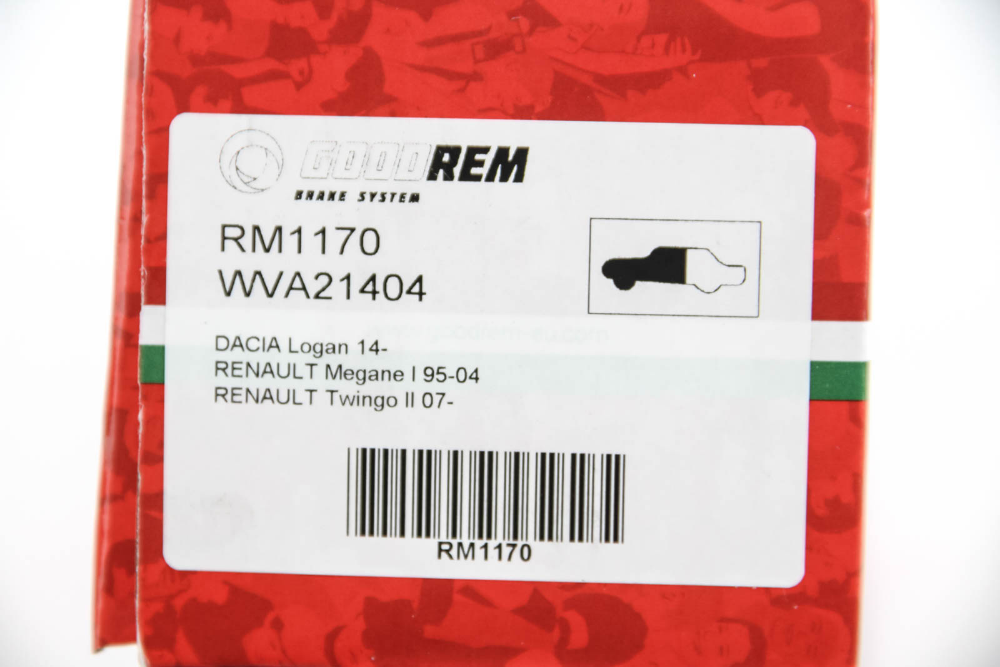 GOODREM
BRAKE SYSTEM
RM1170
WVA21404
DACIA Logan 14-
RENAULT Megane I 95-04
RENAULT Twingo II 07-
RM1170